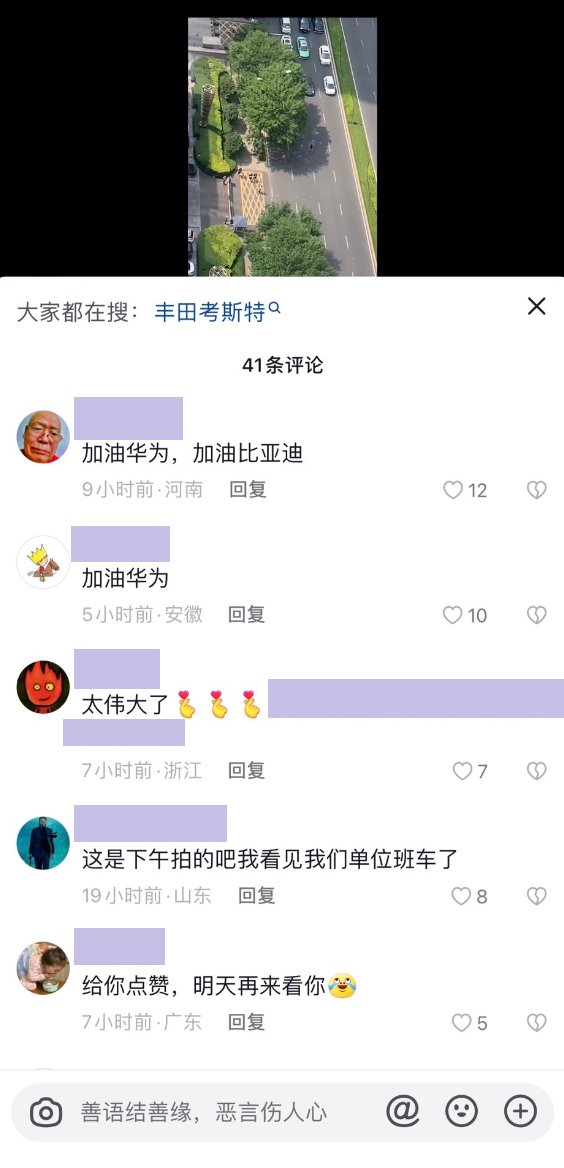 大家都在搜：丰田考斯特
41条评论
加油华为，加油比亚迪
9小时前·河南 回复 12
加油华为
5小时前·安徽 回复 10
太伟大了
7小时前·浙江 回复 7
这是下午拍的吧我看见我们单位班车了
19小时前·山东 回复 8
给你点赞，明天再来看你
7小时前·广东 回复 5
善语结善缘，恶言伤人心